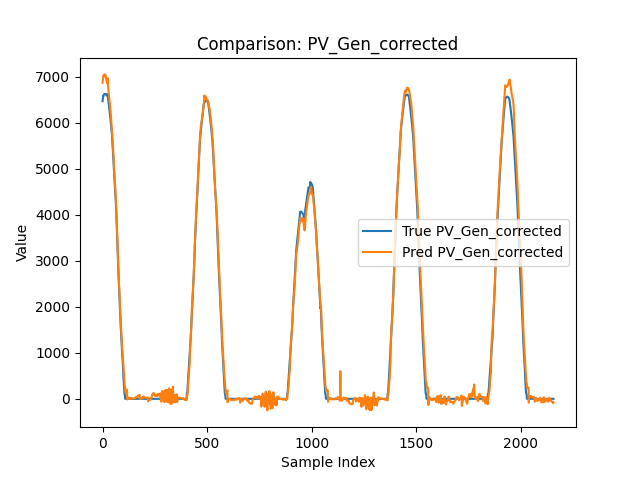 Comparison: PV_Gen_corrected
7000
6000
5000
4000
3000
2000
1000
0
Value
True PV_Gen_corrected
Pred PV_Gen_corrected
0
500
1000
1500
2000
Sample Index